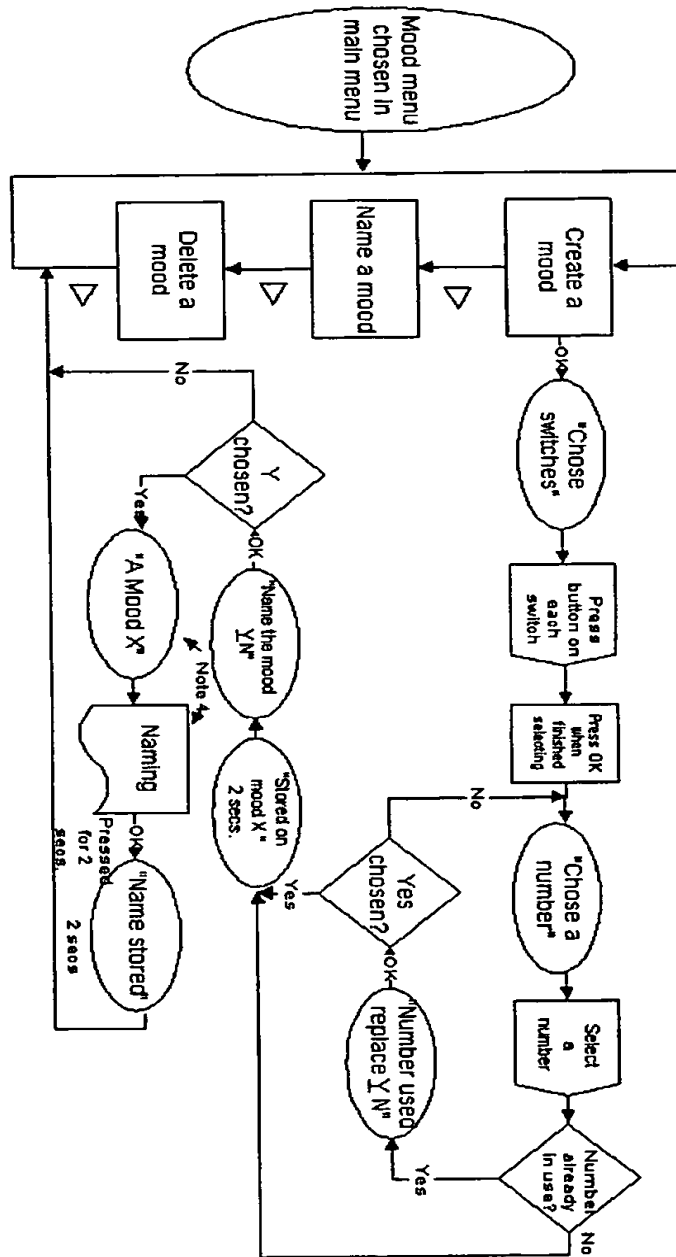 Mood menu
chosen in
main menu
Create a
mood
Name a mood
Delete a
mood
OK
"Chose
switches"
Press
button on
each
switch
Press OK
when
finished
selecting
"Chose a
number"
Select
a
number
Number
already
in use?
No
Yes
"Number used
replace Y N"
OK
Yes
chosen?
No
Yes
"Stored on
mood X"
2 secs.
"Name the mood
Y N"
OK
Y
chosen?
No
Yes
"A Mood X"
Note 4
Naming
OK
Pressed
for 2
secs.
"Name stored"
2 secs